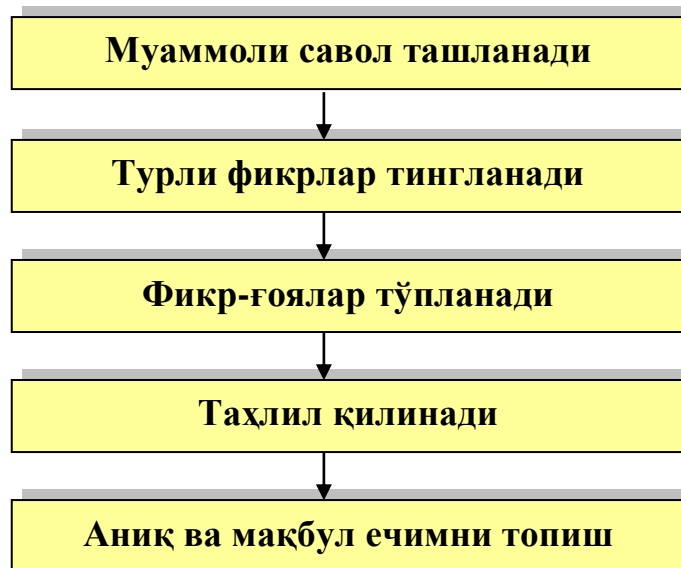 Муаммоли савол ташланади
Турли фикрлар тингланади
Фикр-ғоялар тўпланади
Таҳлил қилинади
Аниқ ва мақбул ечимни топиш